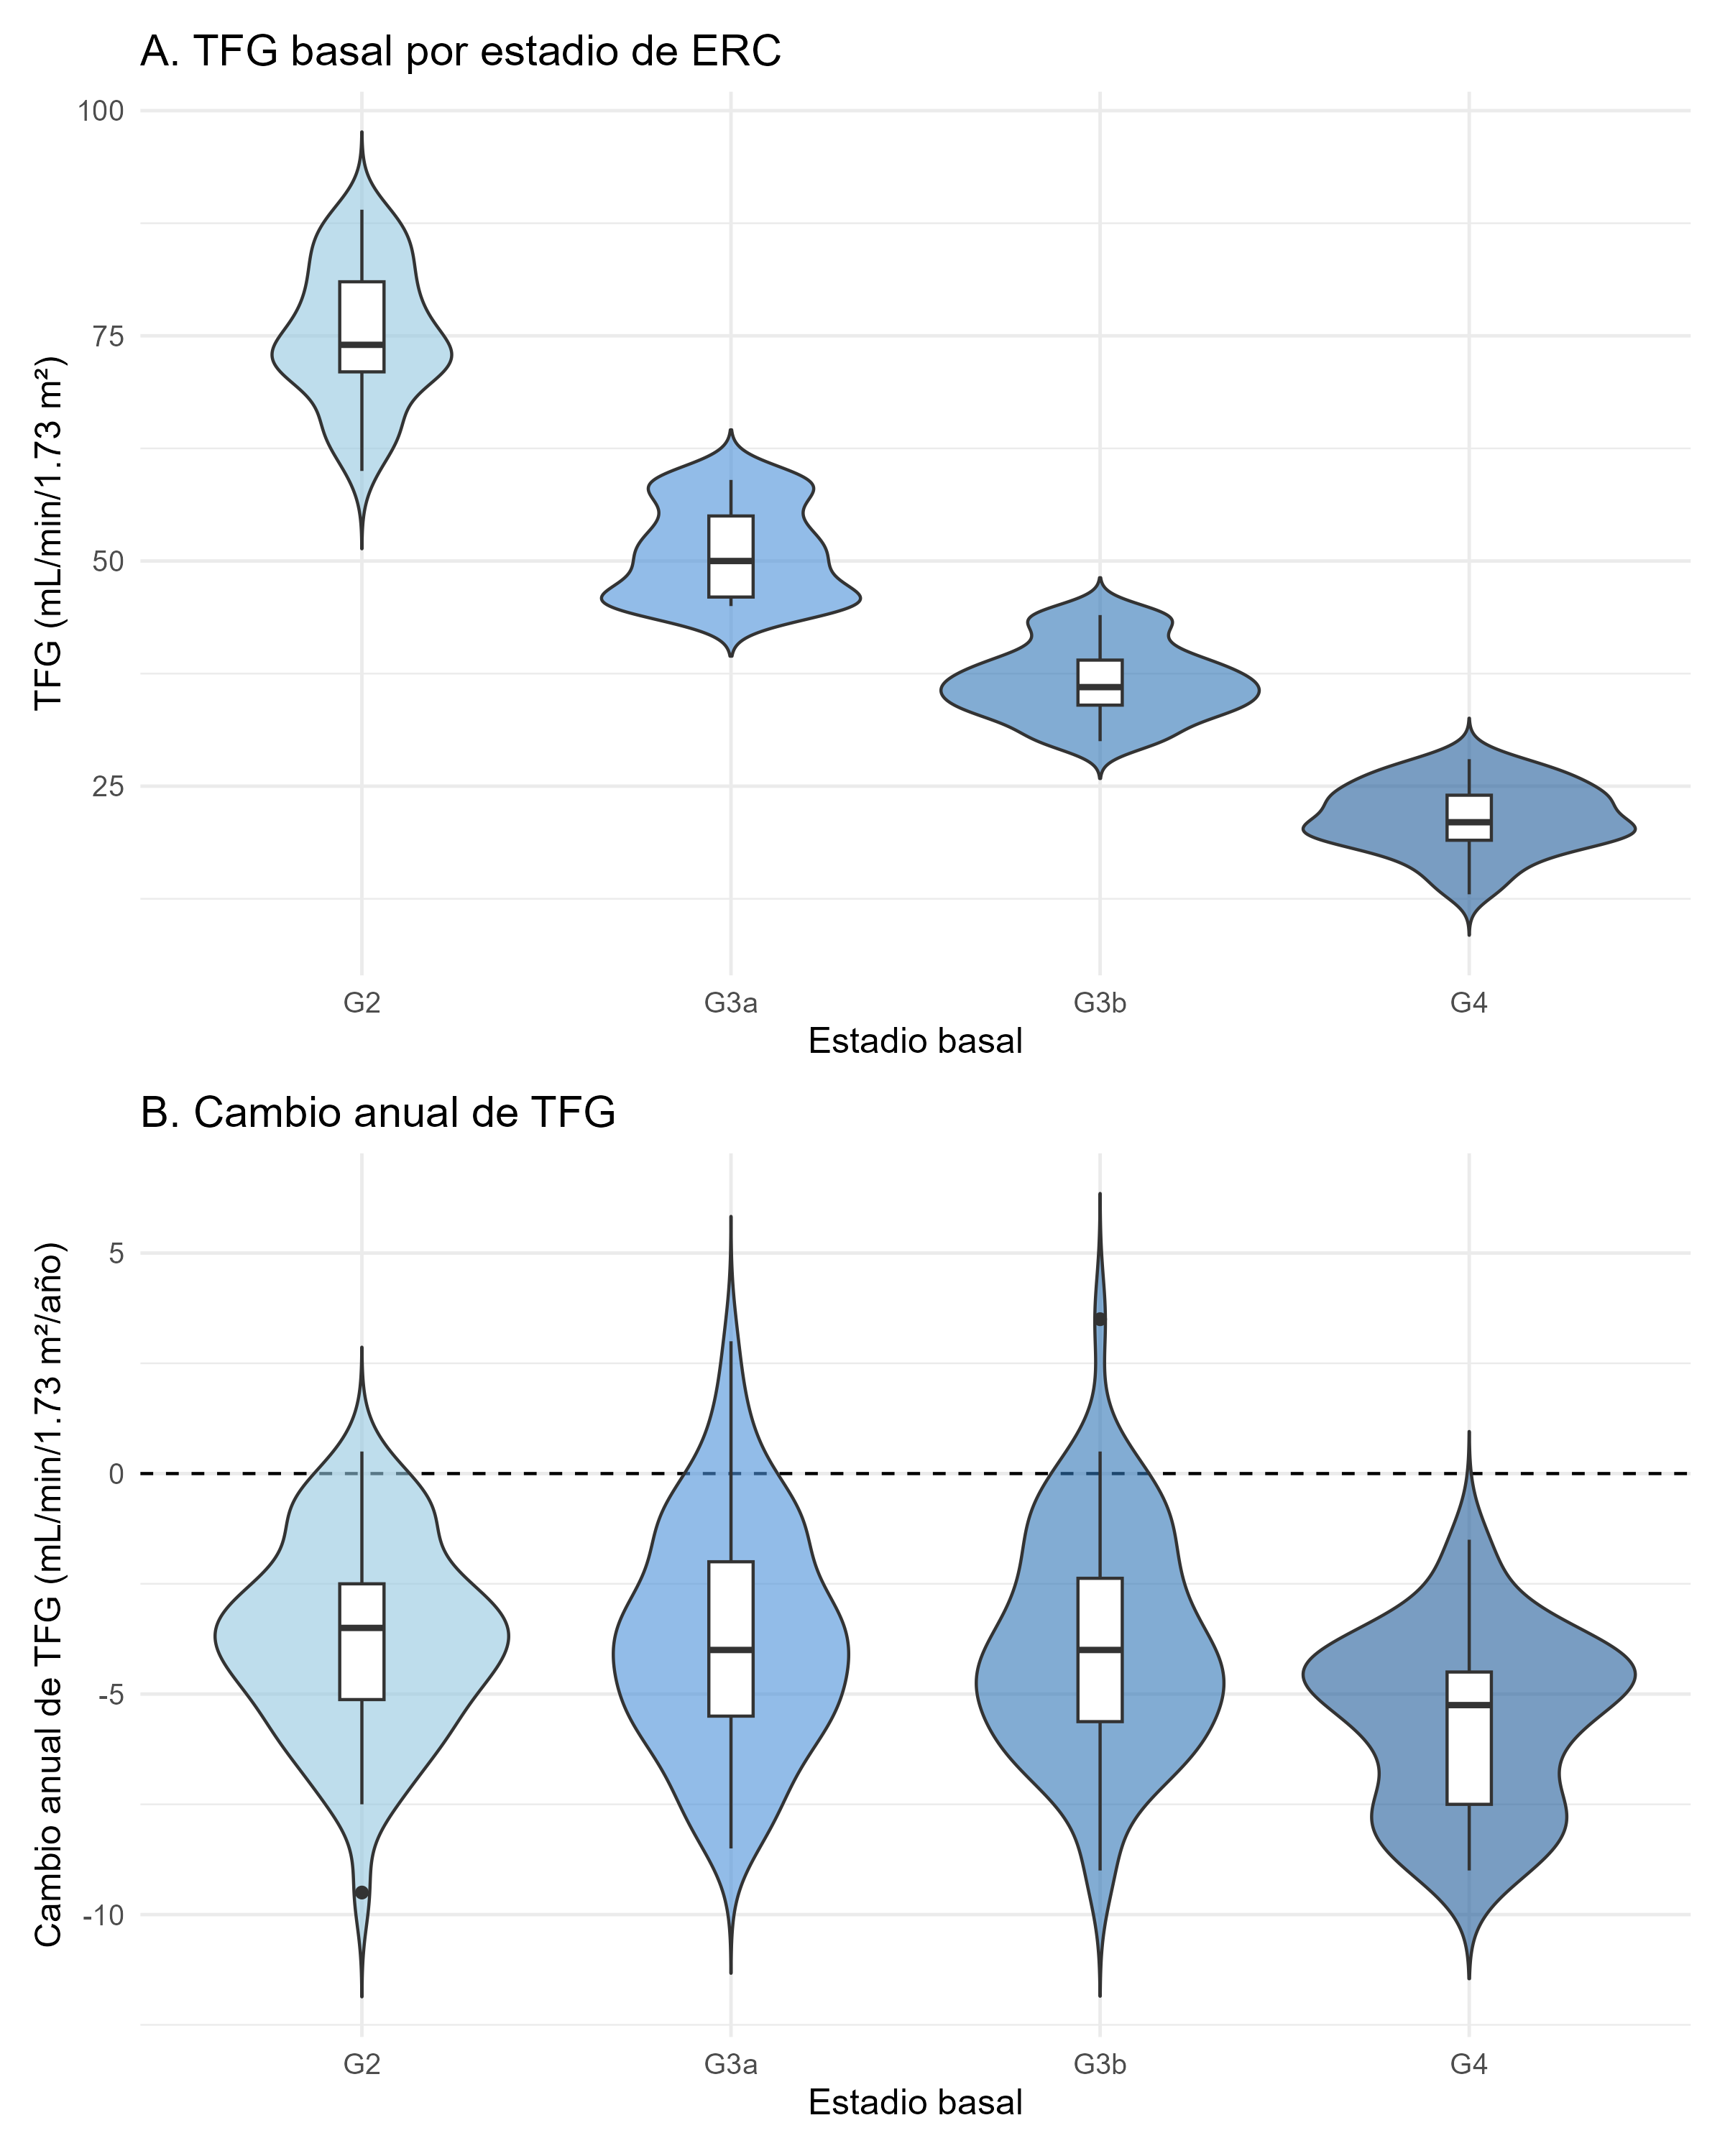 A. TFG basal por estadio de ERC
TFG (mL/min/1.73 m²)
100
75
50
25
G2 G3a G3b G4
Estadio basal
B. Cambio anual de TFG
Cambio anual de TFG (mL/min/1.73 m²/año)
5
0
-5
-10
G2 G3a G3b G4
Estadio basal